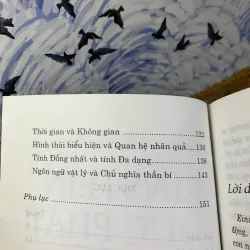 Thời gian và Không gian 122
Hình thái biểu hiện và Quan hệ nhân quả 130
Tính Đồng nhất và tính Đa dạng 138
Ngôn ngữ vật lý và Chủ nghĩa thần bí 143
Phụ lục 151
Lời d